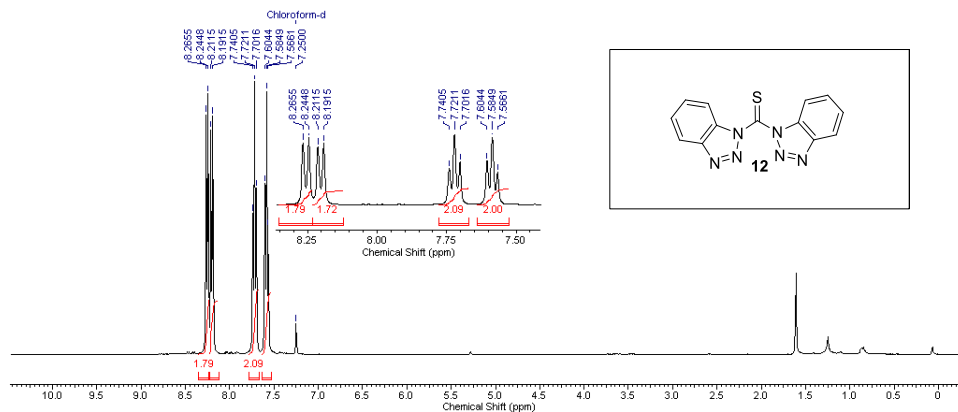 Chloroform-d
8.2655
8.2448
8.2115
8.1915
7.7405
7.7211
7.7016
7.6044
7.5849
7.5661
7.2500
8.2655
8.2448
8.2115
8.1915
7.7405
7.7211
7.7016
7.6044
7.5849
7.5661
1.79 1.72 2.09 2.00
8.25 8.00 7.75 7.50
Chemical Shift (ppm)
S
N N
N N N N
12
1.79 2.09
10.0 9.5 9.0 8.5 8.0 7.5 7.0 6.5 6.0 5.5 5.0 4.5 4.0 3.5 3.0 2.5 2.0 1.5 1.0 0.5 0
Chemical Shift (ppm)